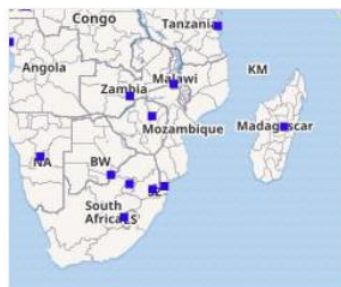 Congo
Tanzania
Angola
KM
Malawi
Zambia
Mozambique
Madagascar
NA
BW
South
Africa LS